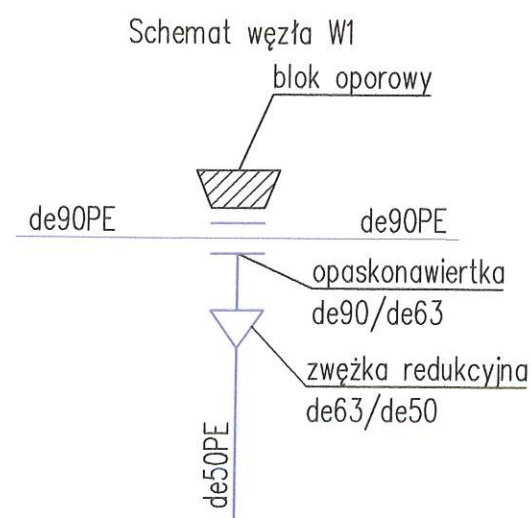 Schemat węzła W1
blok oporowy
de90PE
de90PE
opaskonawiertka
de90/de63
zwężka redukcyjna
de63/de50
de50PE